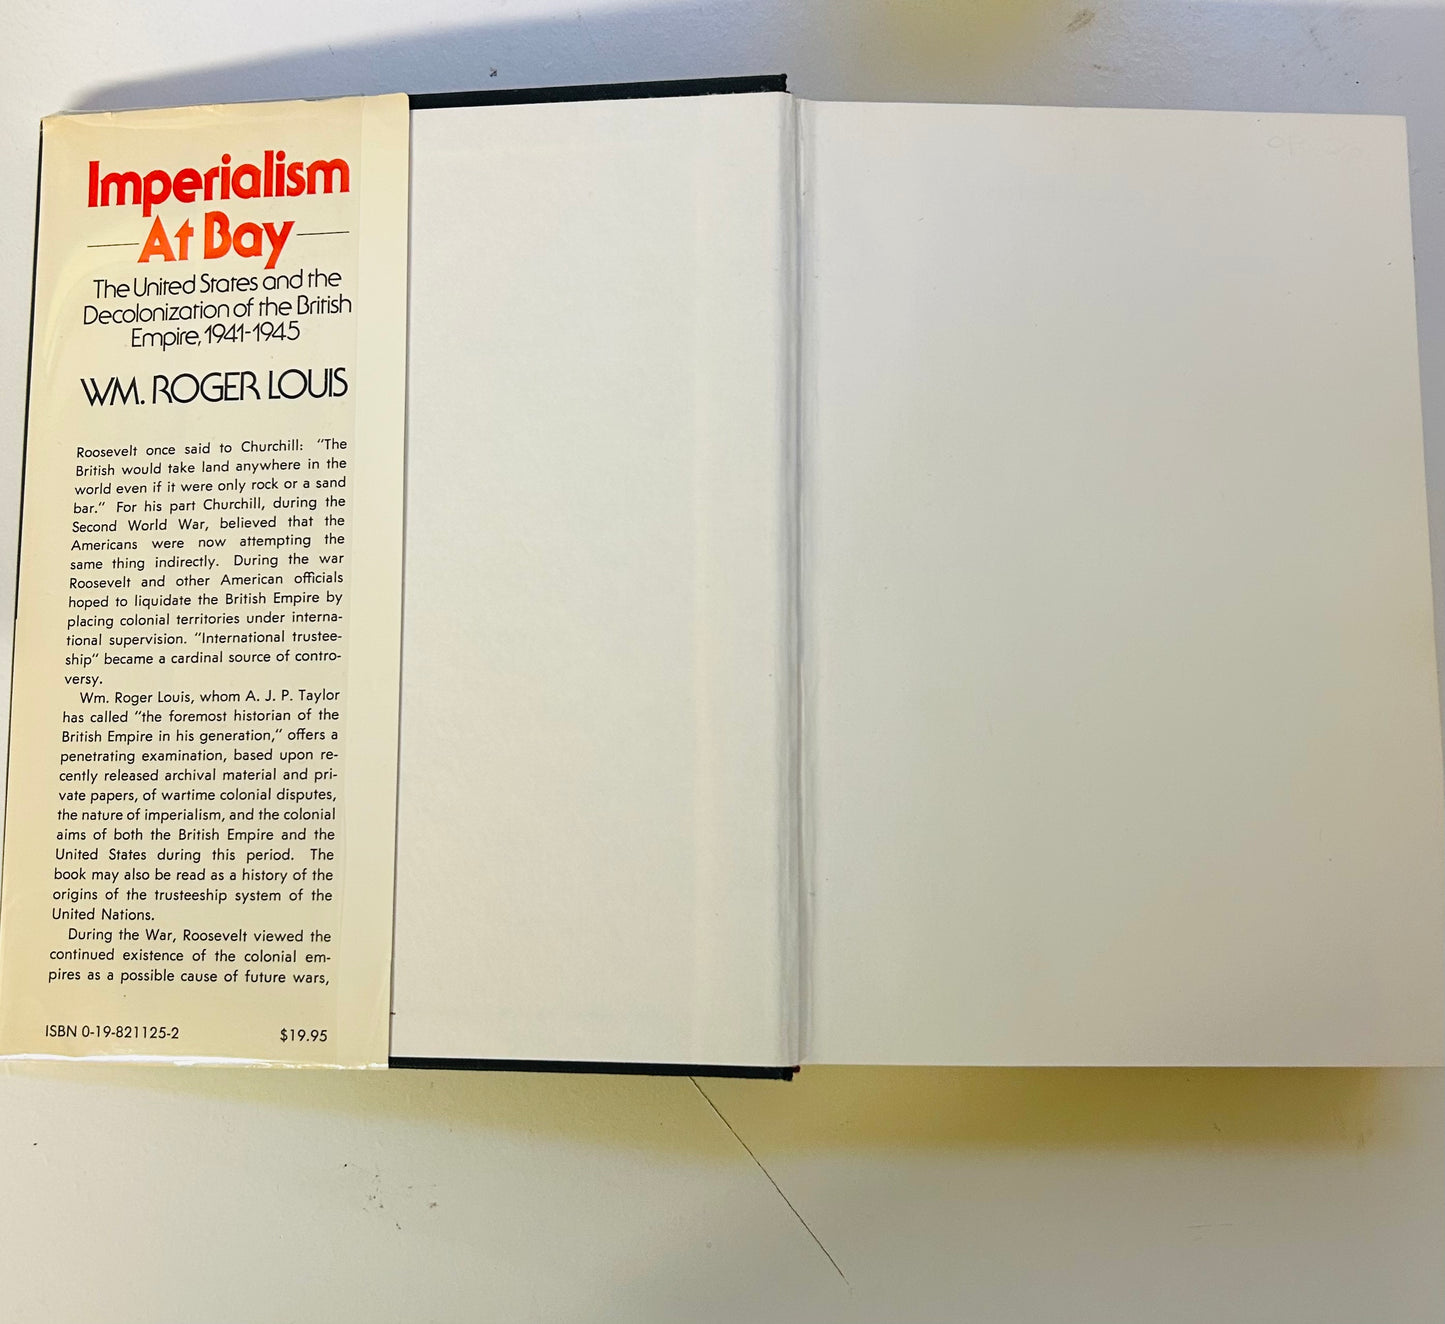 Imperialism
At Bay
The United States and the
Decolonization of the British
Empire, 1941-1945
WM. ROGER LOUIS
Roosevelt once said to Churchill: "The
British would take land anywhere in the
world even if it were only rock or a sand
bar." For his part Churchill, during the
Second World War, believed that the
Americans were now attempting the
same thing indirectly. During the war
Roosevelt and other American officials
hoped to liquidate the British Empire by
placing colonial territories under interna-
tional supervision. "International trustee-
ship" became a cardinal source of contro-
versy.
Wm. Roger Louis, whom A. J. P. Taylor
has called "the foremost historian of the
British Empire in his generation," offers a
penetrating examination, based upon re-
cently released archival material and pri-
vate papers, of wartime colonial disputes,
the nature of imperialism, and the colonial
aims of both the British Empire and the
United States during this period. The
book may also be read as a history of the
origins of the trusteeship system of the
United Nations.
During the War, Roosevelt viewed the
continued existence of the colonial em-
pires as a possible cause of future wars,
ISBN 0-19-821125-2 $19.95